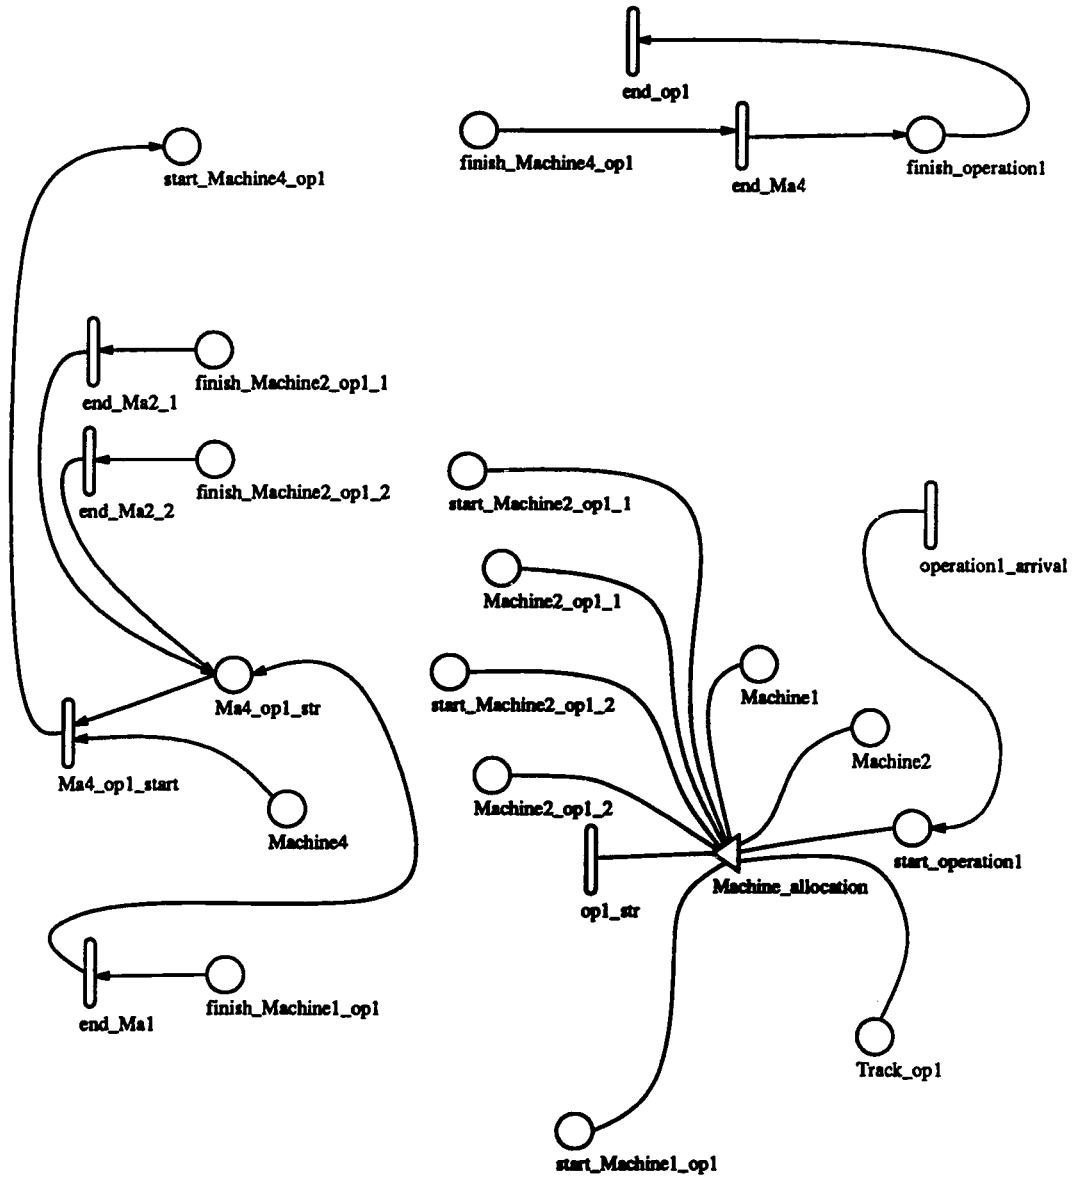 end_op1
finish_Machine4_op1
finish_operation1
start_Machine4_op1
end_Ma4
finish_Machine2_op1_1
end_Ma2_1
finish_Machine2_op1_2
start_Machine2_op1_1
end_Ma2_2
operation1_arrival
Machine2_op1_1
Machine1
start_Machine2_op1_2
Ma4_op1_str
Machine2
Ma4_op1_start
Machine2_op1_2
Machine4
start_operation1
Machine_allocation
op1_str
finish_Machine1_op1
end_Ma1
Track_op1
start_Machine1_op1